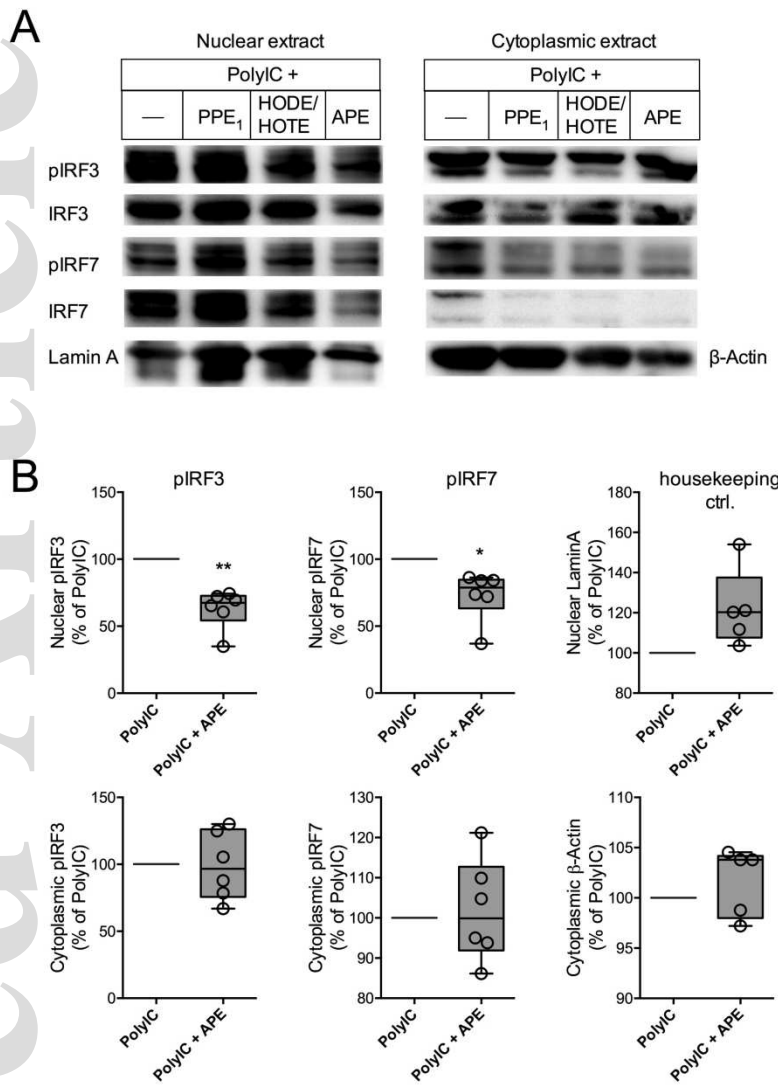 A
Nuclear extract
Cytoplasmic extract
PolyIC +
PolyIC +
— PPE₁ HODE/ HOTE APE
— PPE₁ HODE/ HOTE APE
pIRF3
IRF3
pIRF7
IRF7
Lamin A
β-Actin
B
pIRF3
pIRF7
housekeeping
ctrl.
Nuclear pIRF3
(% of PolyIC)
150
100
50
0
**
PolyIC
PolyIC + APE
Nuclear pIRF7
(% of PolyIC)
150
100
50
0
*
PolyIC
PolyIC + APE
Nuclear LaminA
(% of PolyIC)
180
160
140
120
100
80
PolyIC
PolyIC + APE
Cytoplasmic pIRF3
(% of PolyIC)
150
100
50
0
PolyIC
PolyIC + APE
Cytoplasmic pIRF7
(% of PolyIC)
130
120
110
100
90
80
PolyIC
PolyIC + APE
Cytoplasmic β-Actin
(% of PolyIC)
110
105
100
95
90
PolyIC
PolyIC + APE